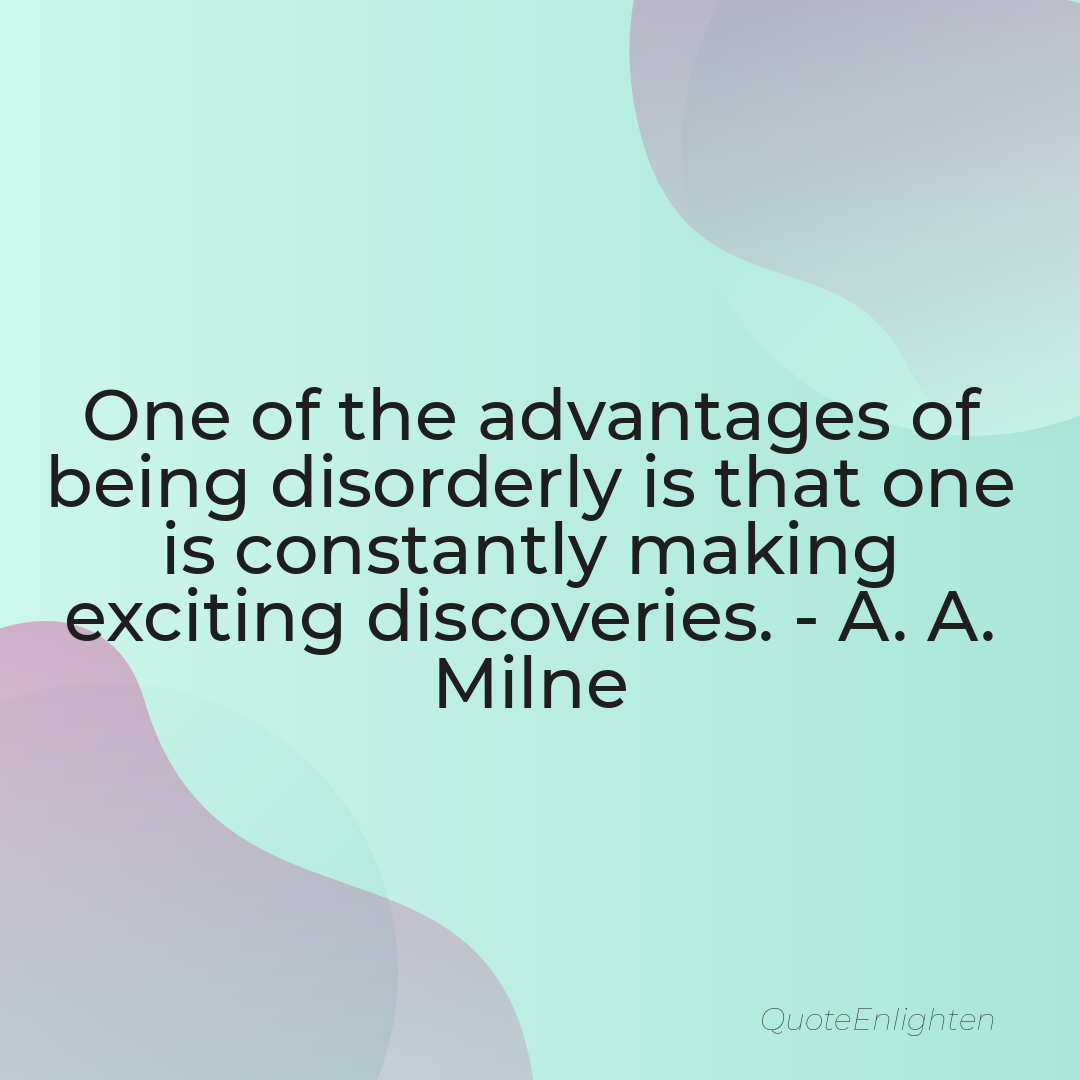 One of the advantages of
being disorderly is that one
is constantly making
exciting discoveries. - A. A.
Milne
QuoteEnlighten